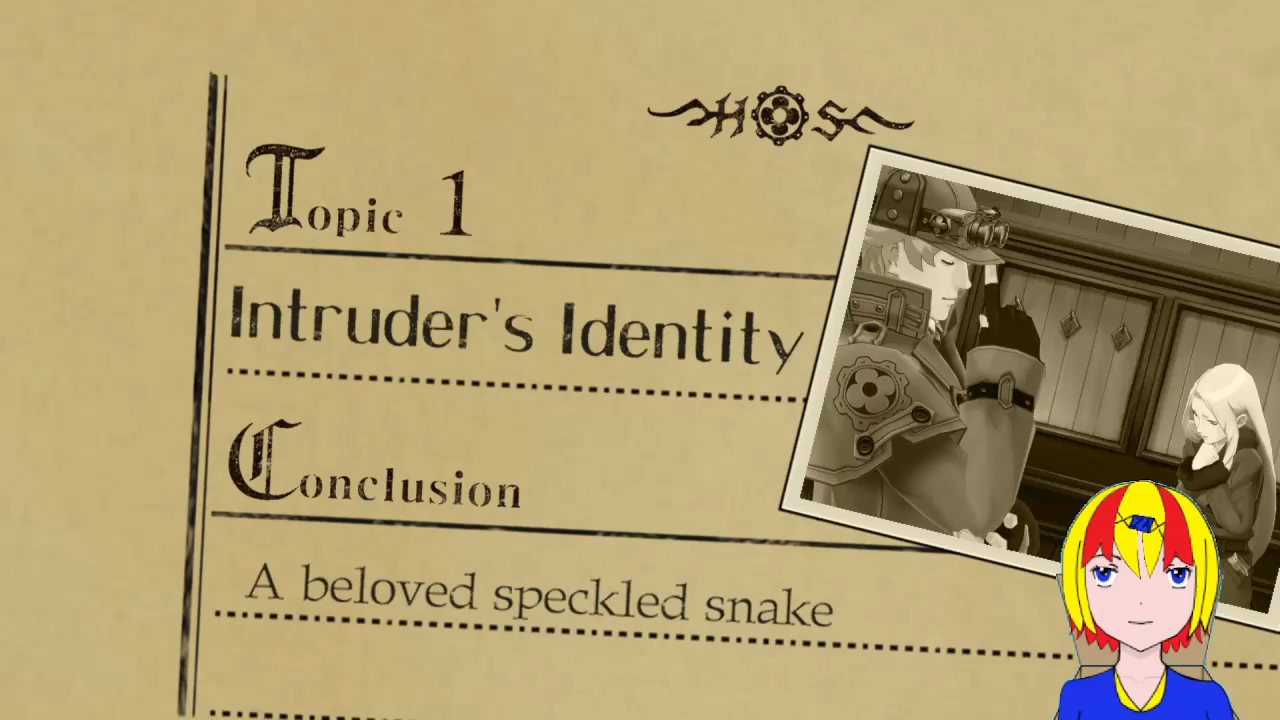 H S
Topic 1
Intruder's Identity
Conclusion
A beloved speckled snake